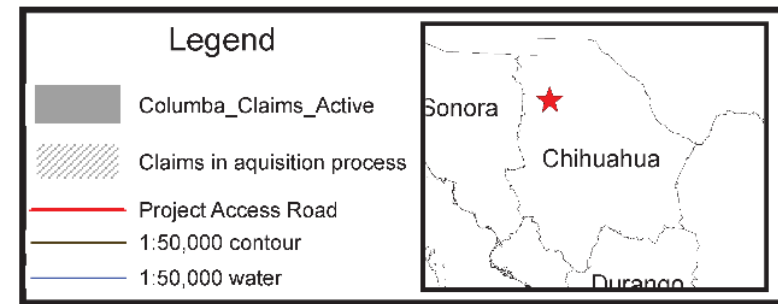 Legend
Columba_Claims_Active
Claims in aquisition process
Project Access Road
1:50,000 contour
1:50,000 water
Sonora
Chihuahua
Durango